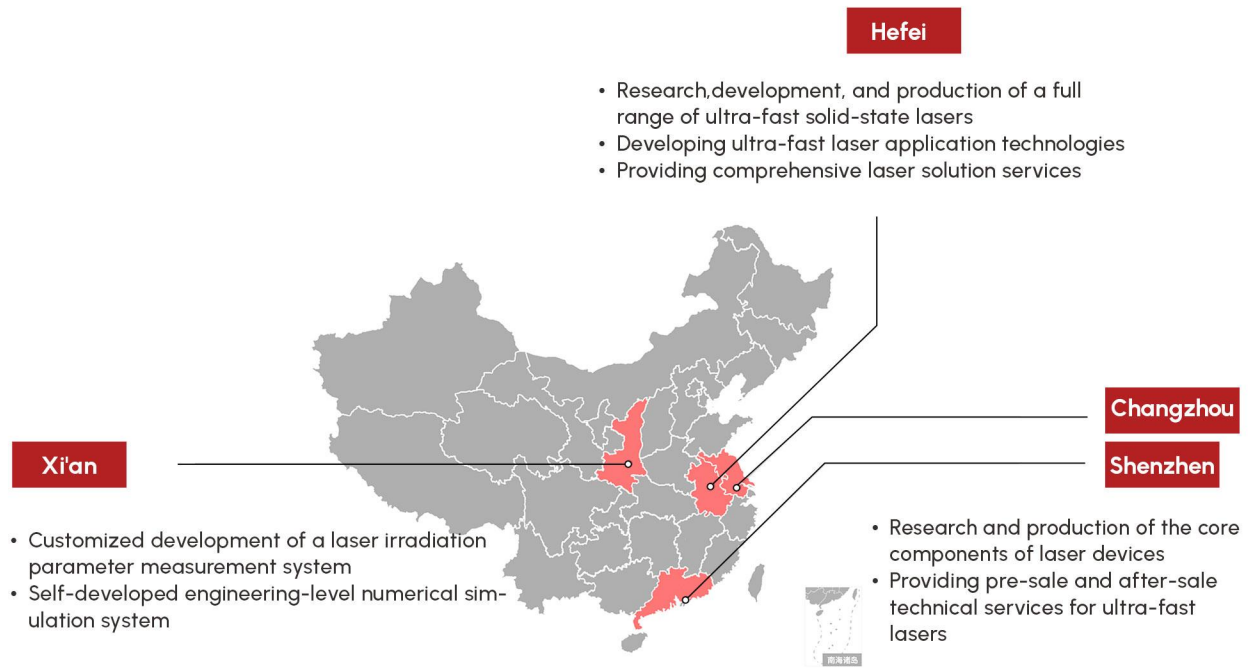 Hefei
• Research,development, and production of a full
range of ultra-fast solid-state lasers
• Developing ultra-fast laser application technologies
• Providing comprehensive laser solution services
Changzhou
Shenzhen
• Research and production of the core
components of laser devices
• Providing pre-sale and after-sale
technical services for ultra-fast
lasers
Xi'an
• Customized development of a laser irradiation
parameter measurement system
• Self-developed engineering-level numerical sim-
ulation system
南海诸岛